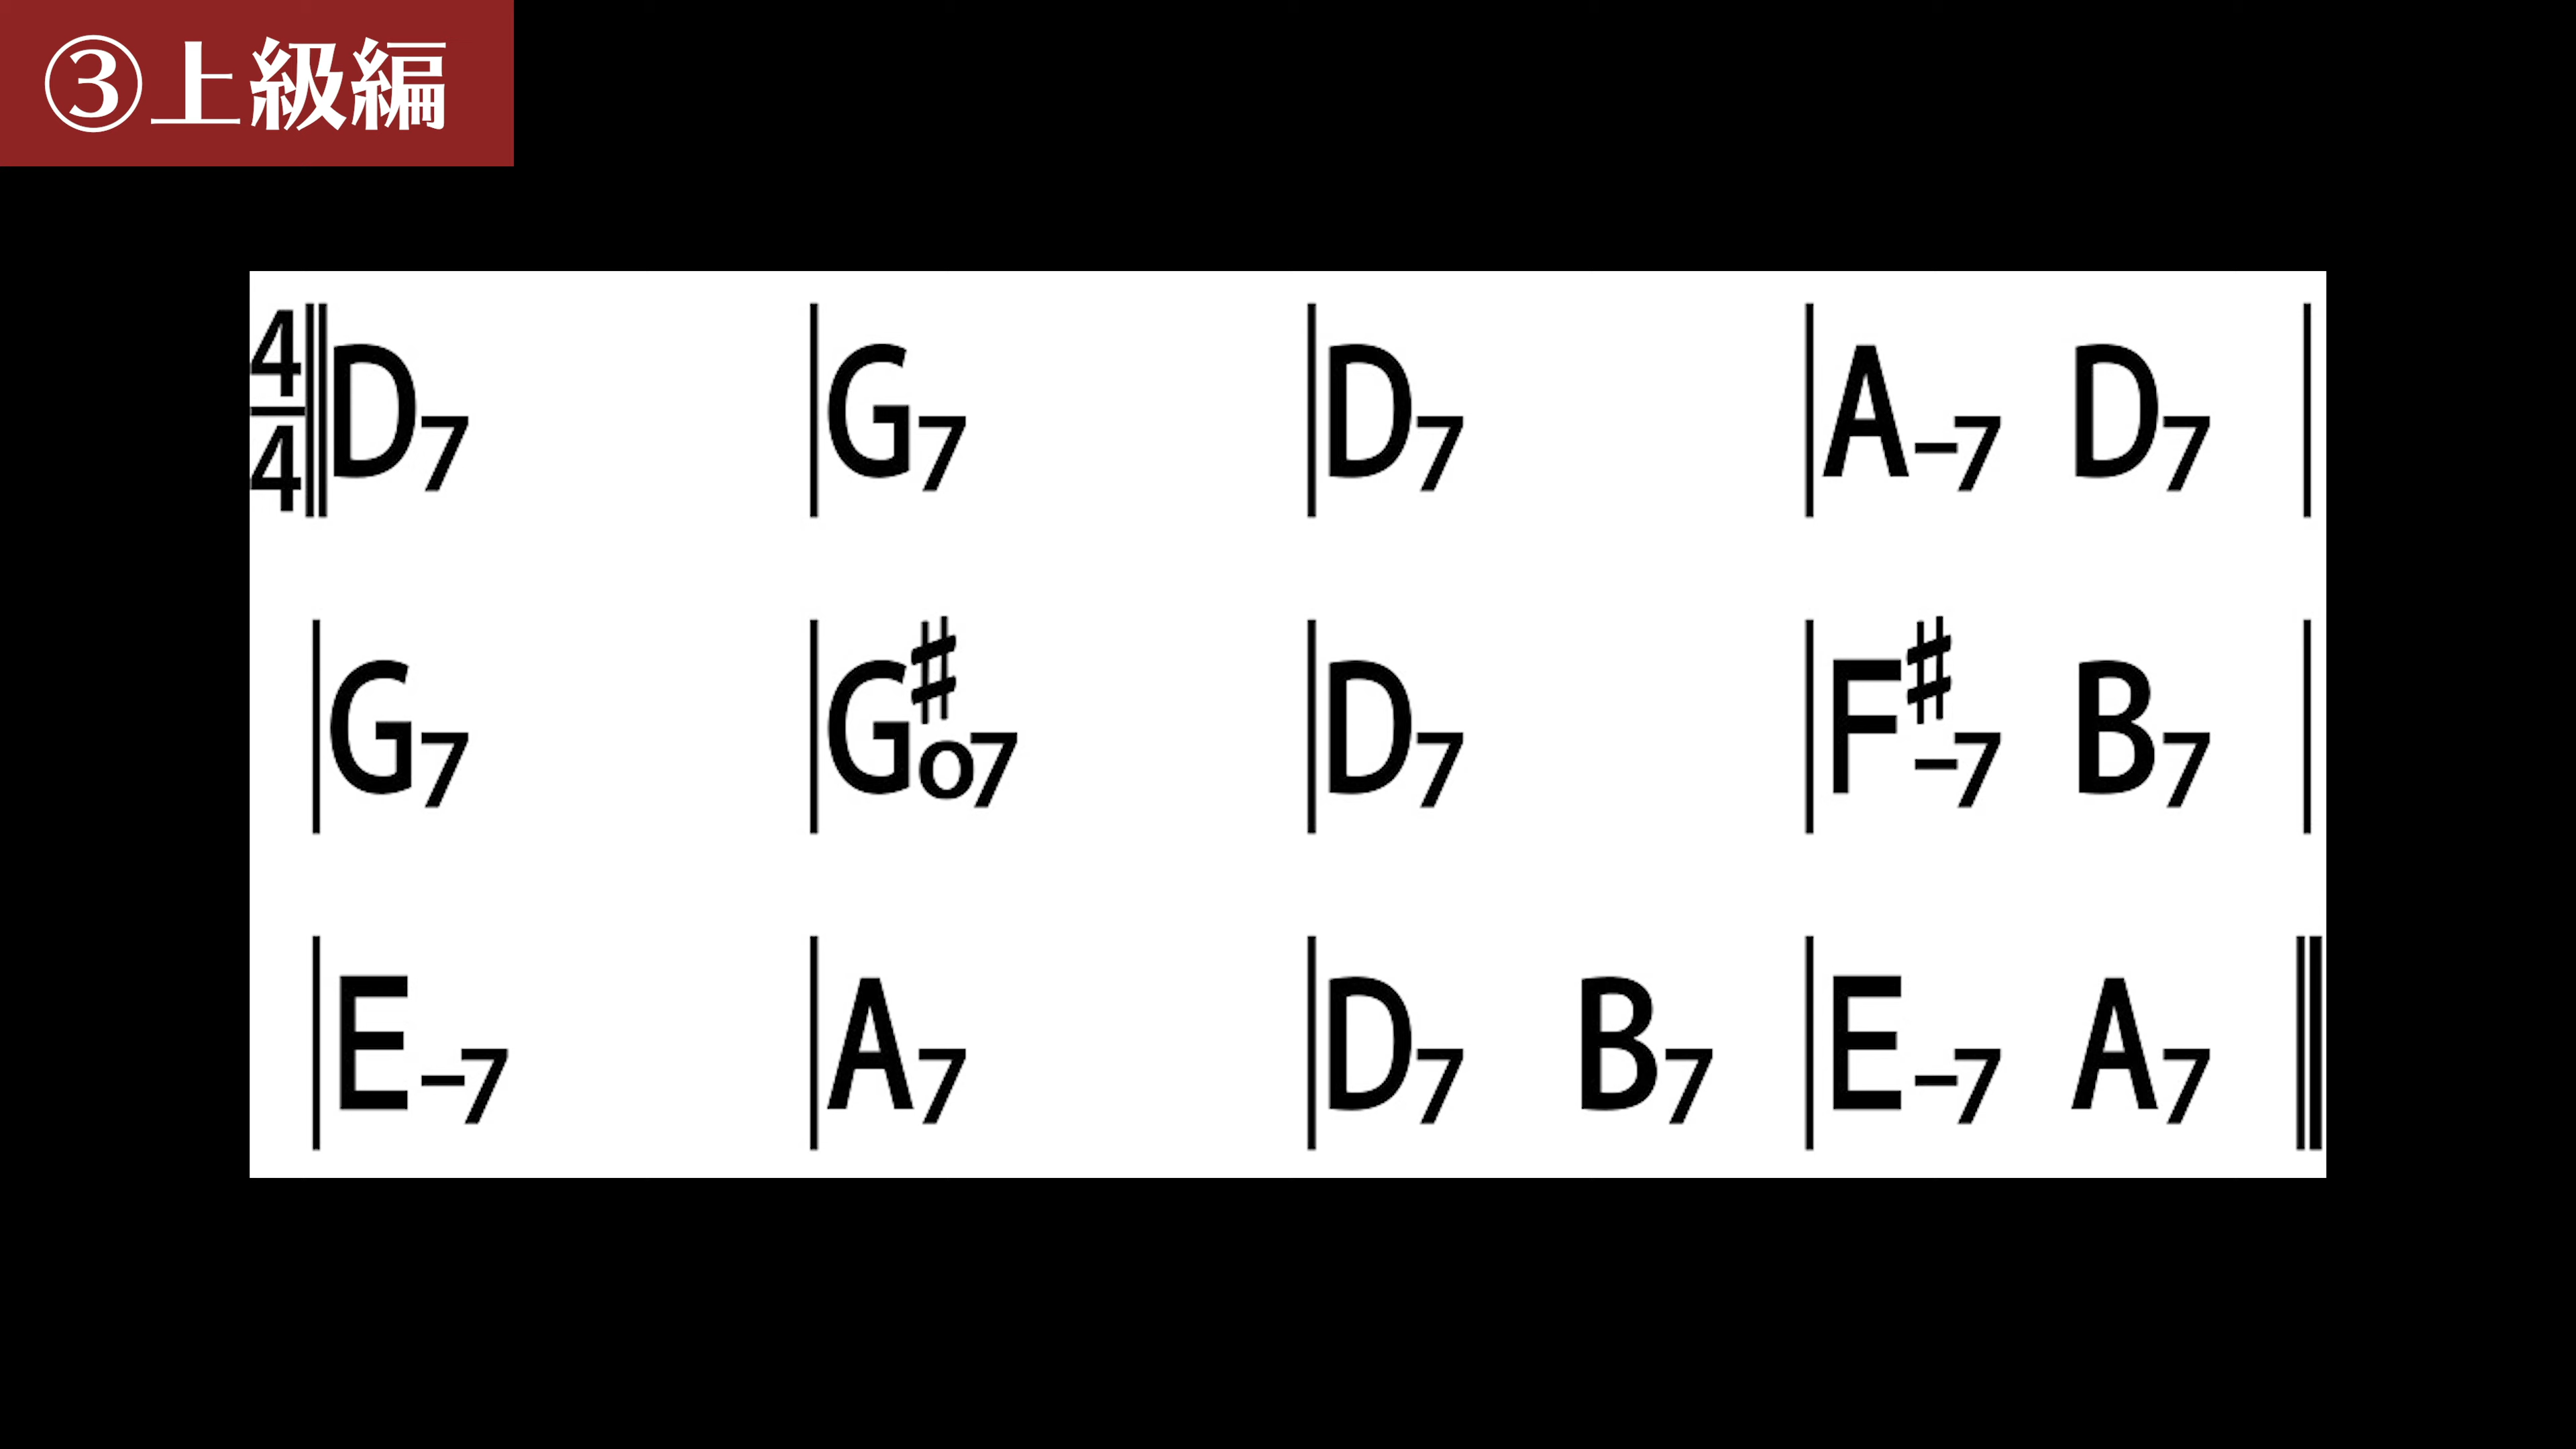 ③上級編
4/4 D7 G7 D7 A-7 D7
G7 G♯o7 D7 F♯-7 B7
E-7 A7 D7 B7 E-7 A7